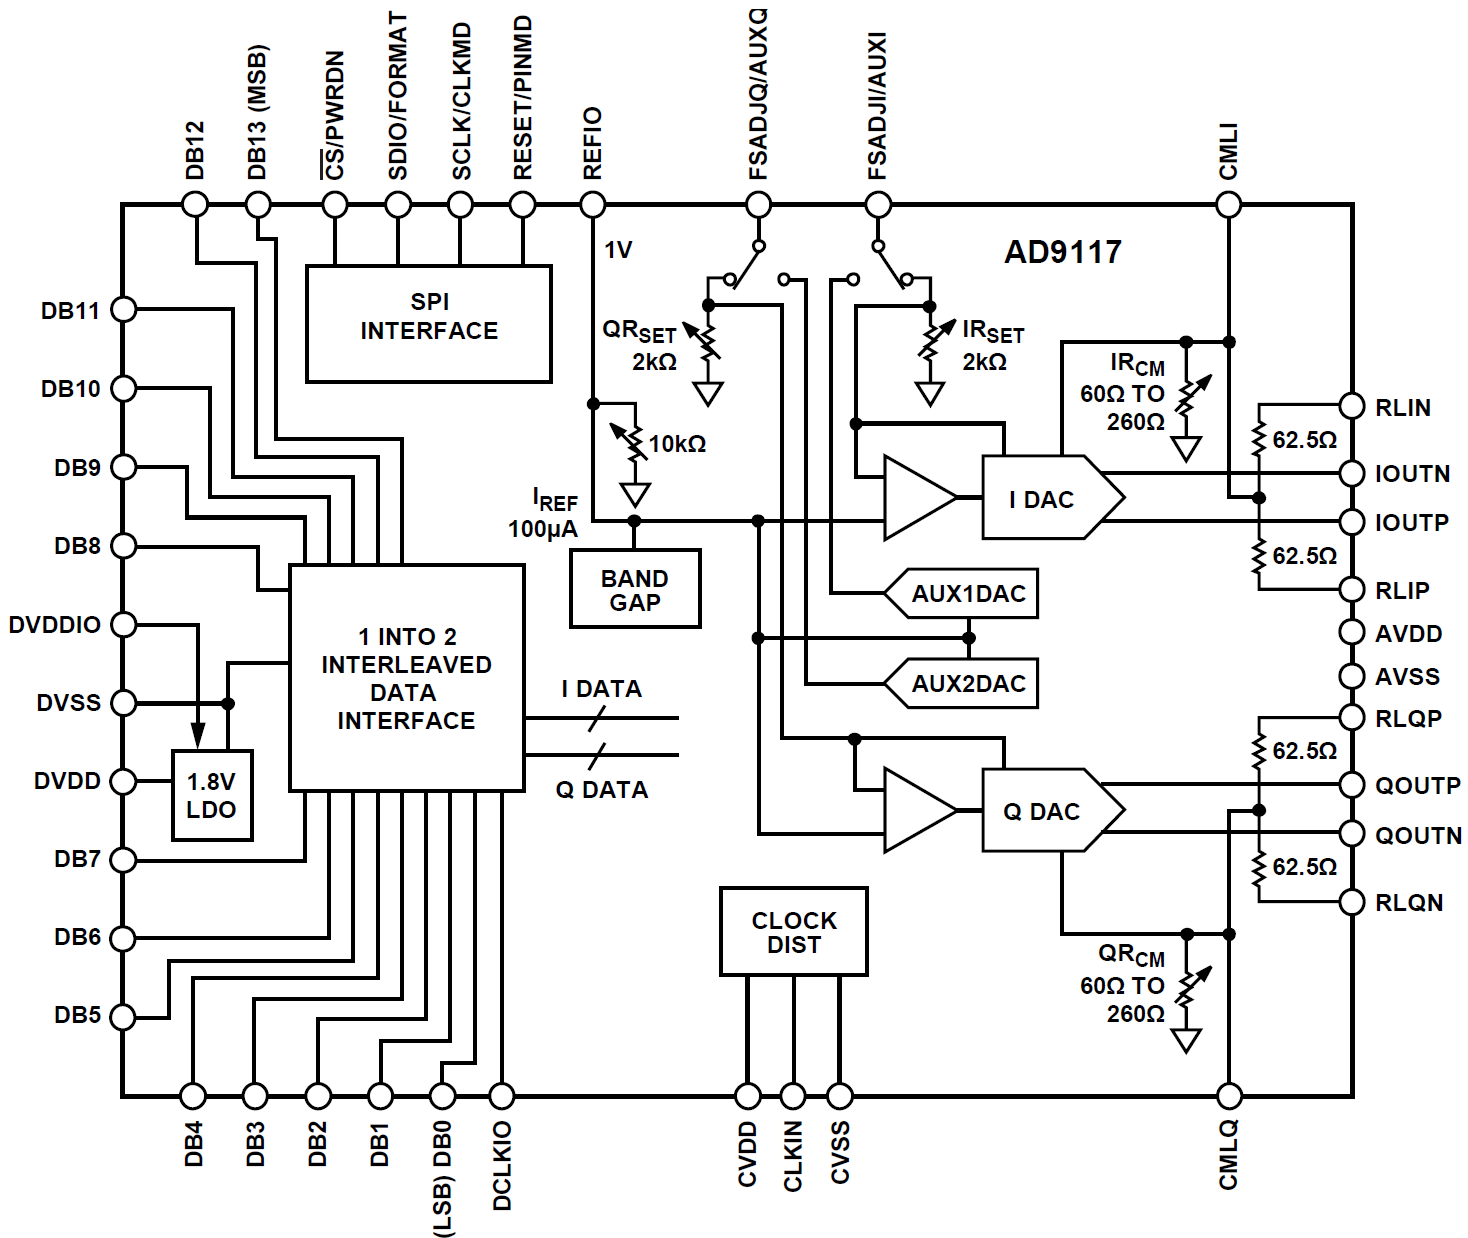 DB12
DB13 (MSB)
CS/PWRDN
SDIO/FORMAT
SCLK/CLKMD
RESET/PINMD
REFIO
FSADJQ/AUXQ
FSADJI/AUXI
CMLI
1V
AD9117
SPI
INTERFACE
DB11
DB10
DB9
DB8
DVDDIO
DVSS
DVDD
DB7
DB6
DB5
QRSET
2kΩ
IRSET
2kΩ
IRCM
60Ω TO
260Ω
10kΩ
IREF
100µA
BAND
GAP
I DAC
62.5Ω
62.5Ω
RLIN
IOUTN
IOUTP
RLIP
AVDD
AVSS
RLQP
QOUTP
QOUTN
RLQN
AUX1DAC
AUX2DAC
1 INTO 2
INTERLEAVED
DATA
INTERFACE
I DATA
Q DATA
1.8V
LDO
Q DAC
62.5Ω
62.5Ω
CLOCK
DIST
QRCM
60Ω TO
260Ω
DB4
DB3
DB2
DB1
(LSB) DB0
DCLKIO
CVDD
CLKIN
CVSS
CMLQ